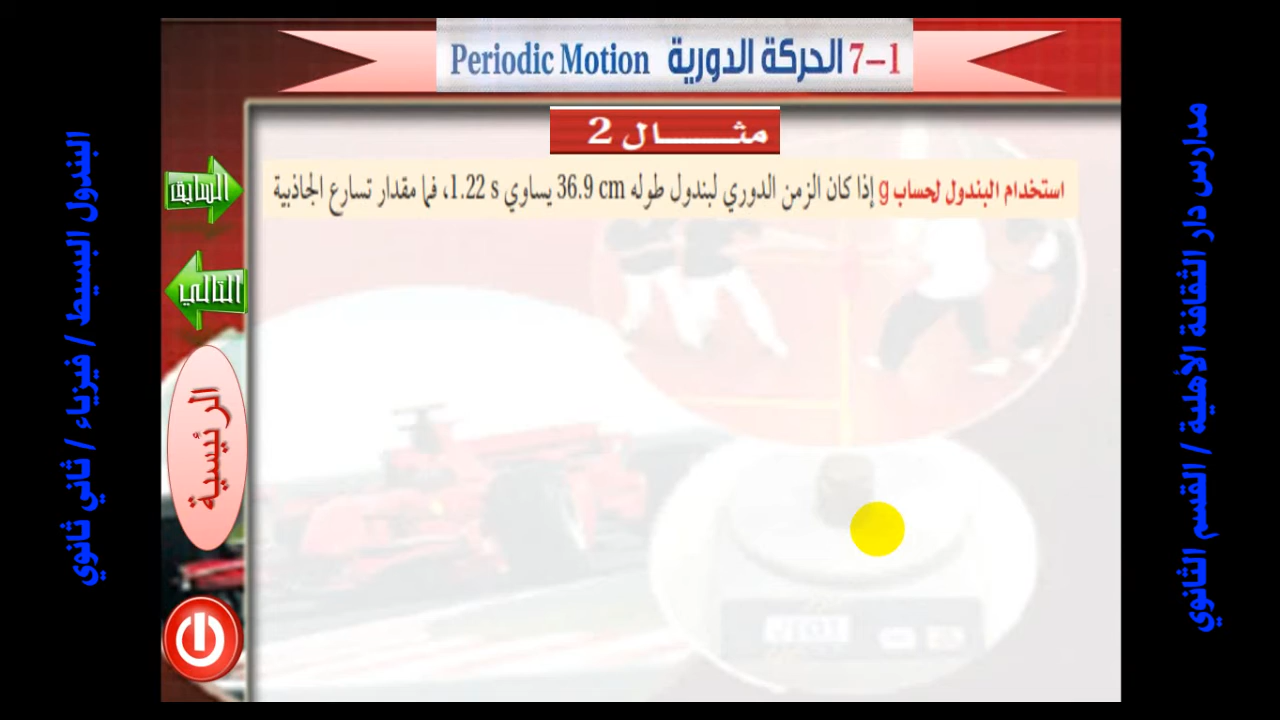 7–1 الحركة الدورية Periodic Motion
مثــــــال 2
استخدام البندول لحساب g إذا كان الزمن الدوري لبندول طوله 36.9 cm يساوي 1.22 s، فما مقدار تسارع الجاذبية
السابق
التالي
الرئيسية
مدارس دار الثقافة الأهلية / القسم الثانوي
البندول البسيط / فيزياء / ثاني ثانوي